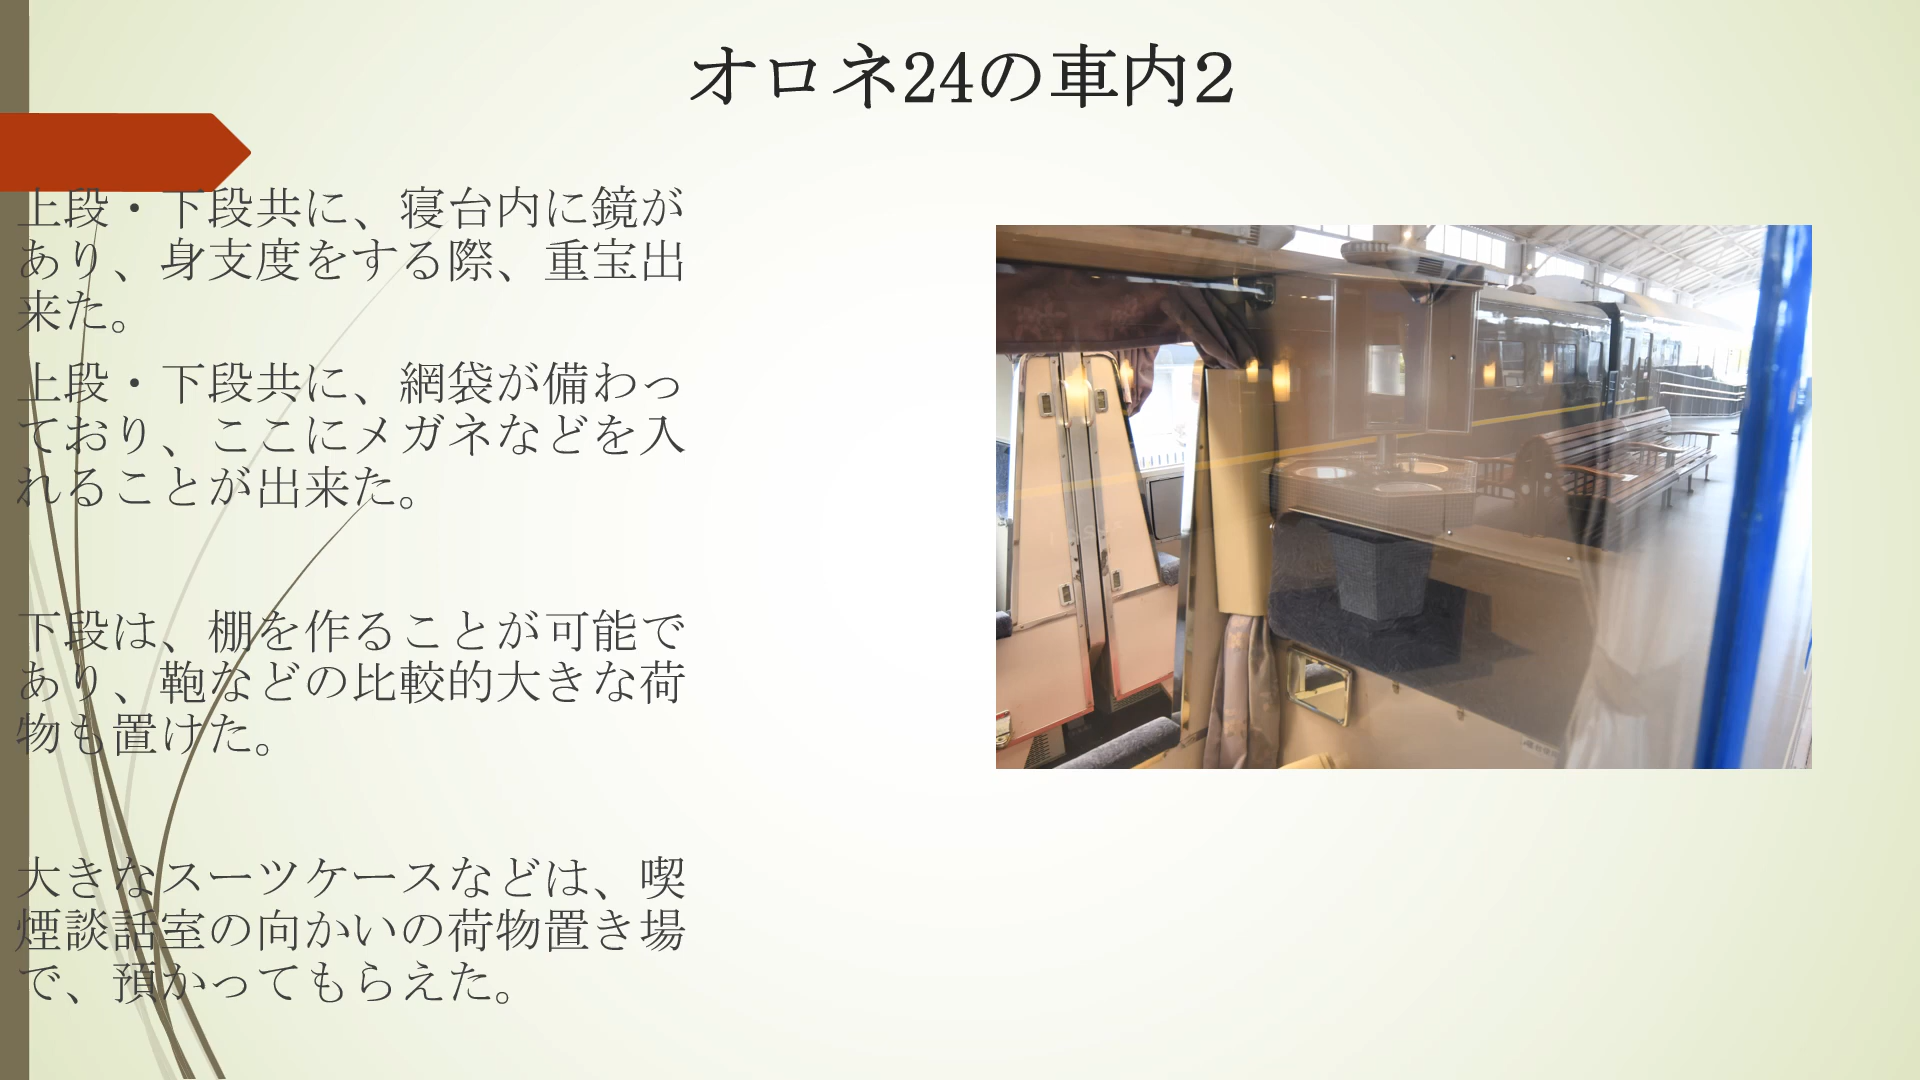 オロネ24の車内２
上段・下段共に、寝台内に鏡が
あり、身支度をする際、重宝出
来た。
上段・下段共に、網袋が備わっ
ており、ここにメガネなどを入
れることが出来た。
下段は、棚を作ることが可能で
あり、鞄などの比較的大きな荷
物も置けた。
大きなスーツケースなどは、喫
煙談話室の向かいの荷物置き場
で、預かってもらえた。